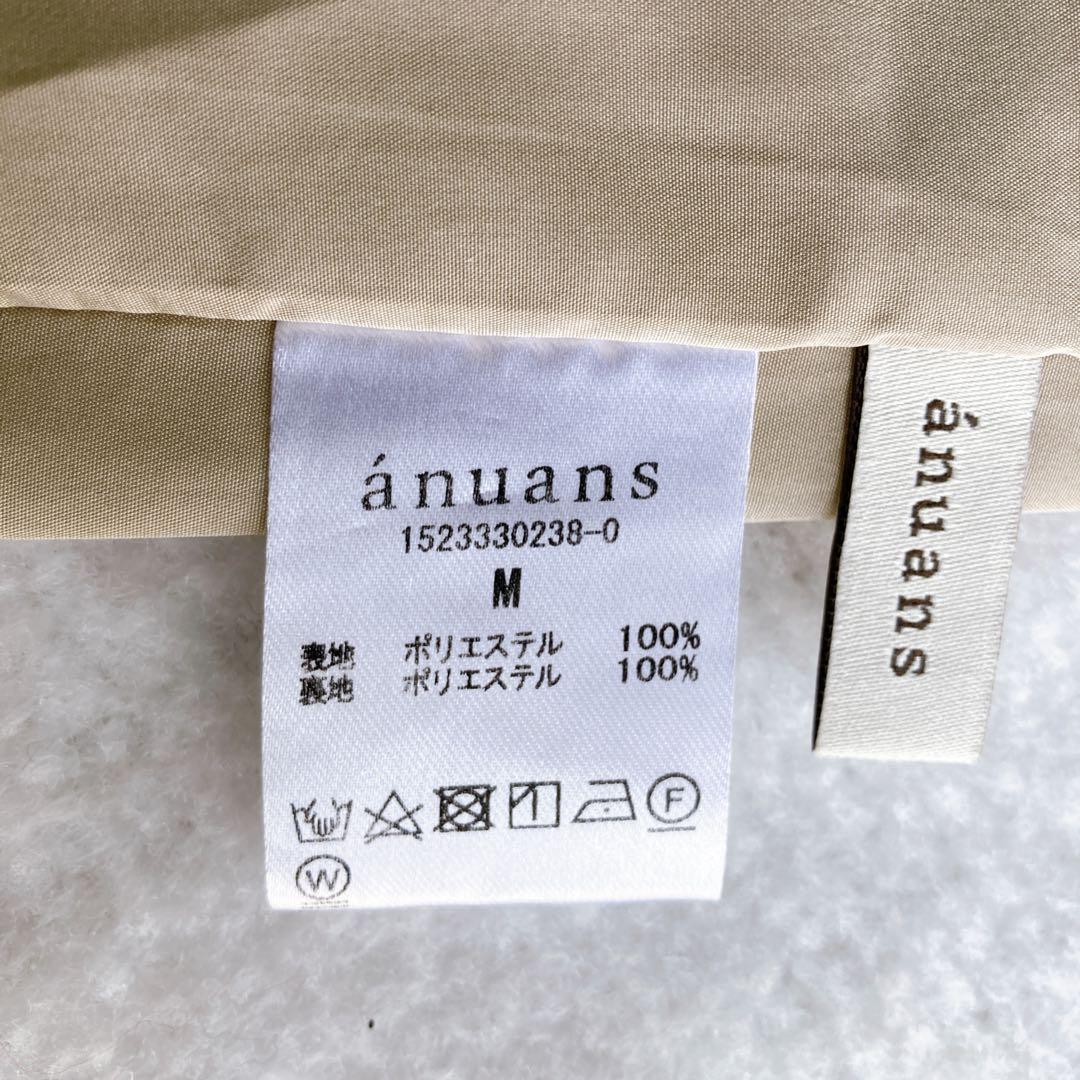 ánuans
1523330238-0
M
表地 ポリエステル 100%
裏地 ポリエステル 100%
1
F
W
ánuans